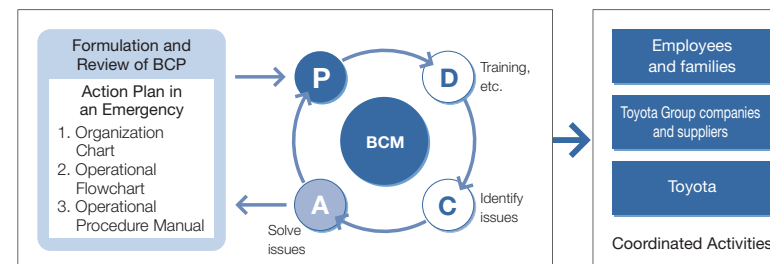 Formulation and
Review of BCP
Action Plan in
an Emergency
1. Organization
Chart
2. Operational
Flowchart
3. Operational
Procedure Manual
P
D
Training,
etc.
BCM
A
Solve
issues
C
Identify
issues
Employees
and families
Toyota Group companies
and suppliers
Toyota
Coordinated Activities